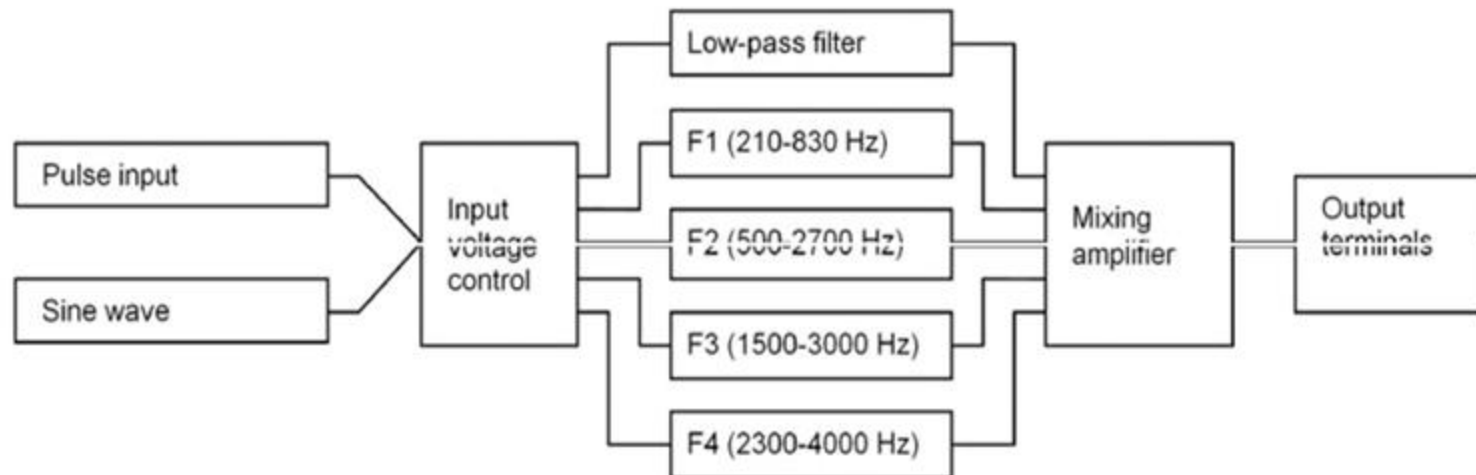 Low-pass filter
F1 (210-830 Hz)
Pulse input
Input
voltage
control
F2 (500-2700 Hz)
Mixing
amplifier
Output
terminals
Sine wave
F3 (1500-3000 Hz)
F4 (2300-4000 Hz)